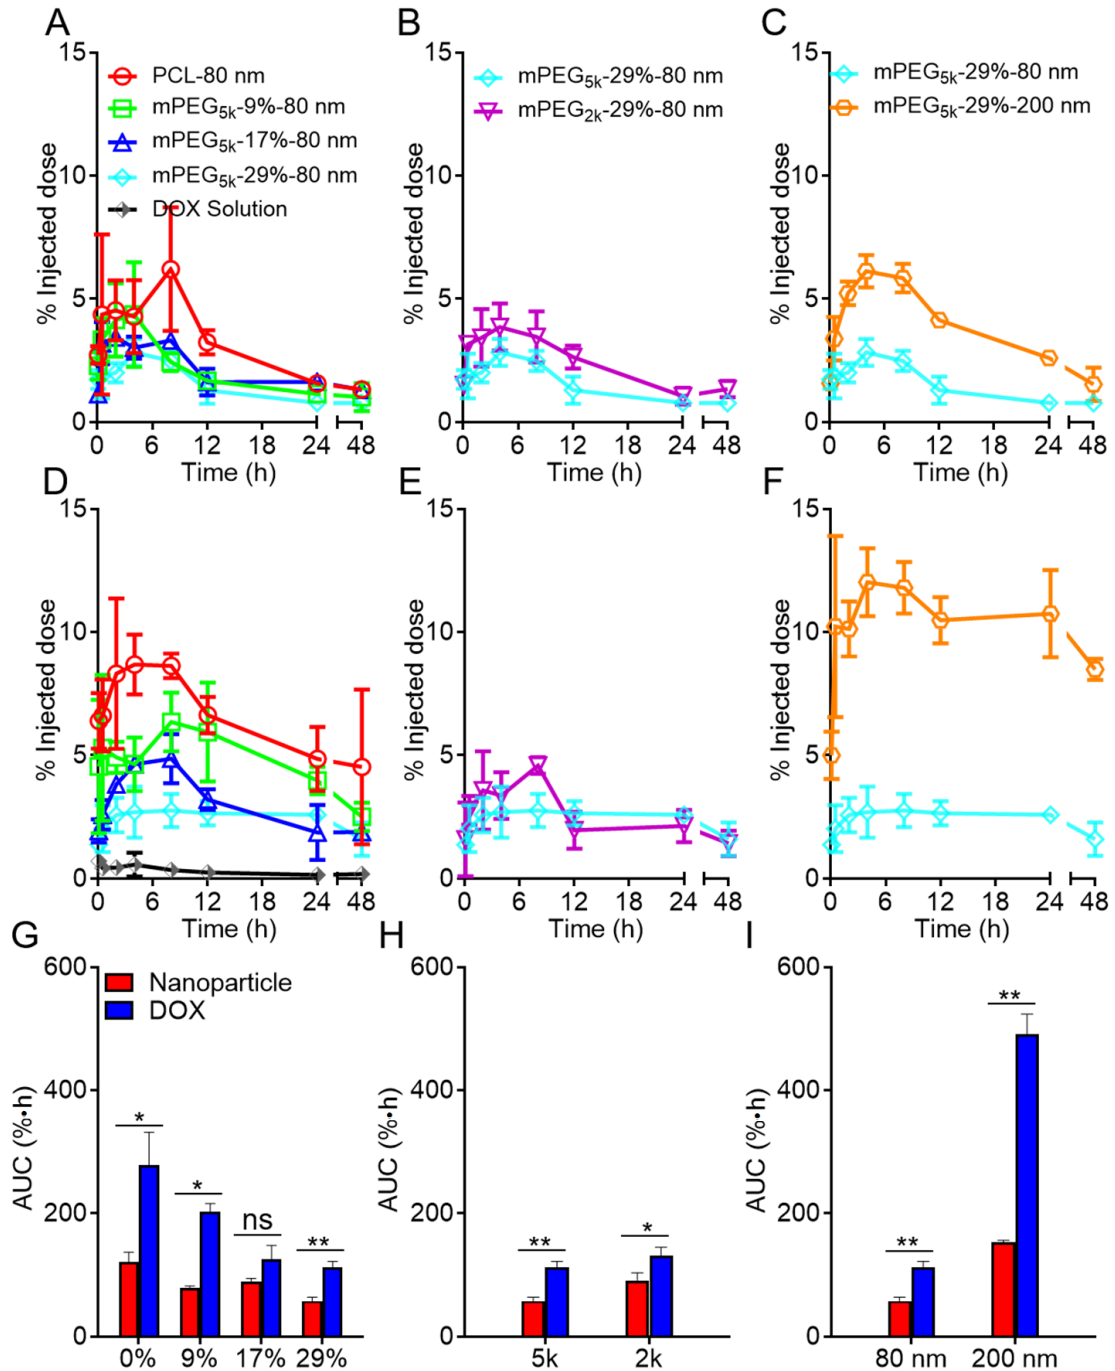 A
% Injected dose
15
10
5
0
PCL-80 nm
mPEG5k-9%-80 nm
mPEG5k-17%-80 nm
mPEG5k-29%-80 nm
DOX Solution
0 6 12 18 24 48
Time (h)
B
% Injected dose
15
10
5
0
mPEG5k-29%-80 nm
mPEG2k-29%-80 nm
0 6 12 18 24 48
Time (h)
C
% Injected dose
15
10
5
0
mPEG5k-29%-80 nm
mPEG5k-29%-200 nm
0 6 12 18 24 48
Time (h)
D
% Injected dose
15
10
5
0
0 6 12 18 24 48
Time (h)
E
% Injected dose
15
10
5
0
0 6 12 18 24 48
Time (h)
F
% Injected dose
15
10
5
0
0 6 12 18 24 48
Time (h)
G
AUC (%•h)
600
400
200
0
Nanoparticle
DOX
* * ns **
0% 9% 17% 29%
H
AUC (%•h)
600
400
200
0
** *
5k 2k
I
AUC (%•h)
600
400
200
0
** **
80 nm 200 nm